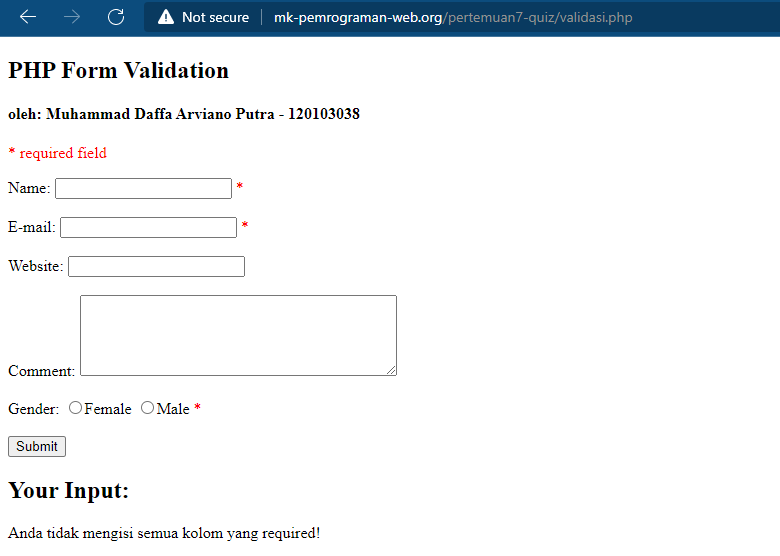 Not secure mk-pemrograman-web.org/pertemuan7-quiz/validasi.php
PHP Form Validation
oleh: Muhammad Daffa Arviano Putra - 120103038
* required field
Name: *
E-mail: *
Website:
Comment:
Gender: Female Male *
Submit
Your Input:
Anda tidak mengisi semua kolom yang required!